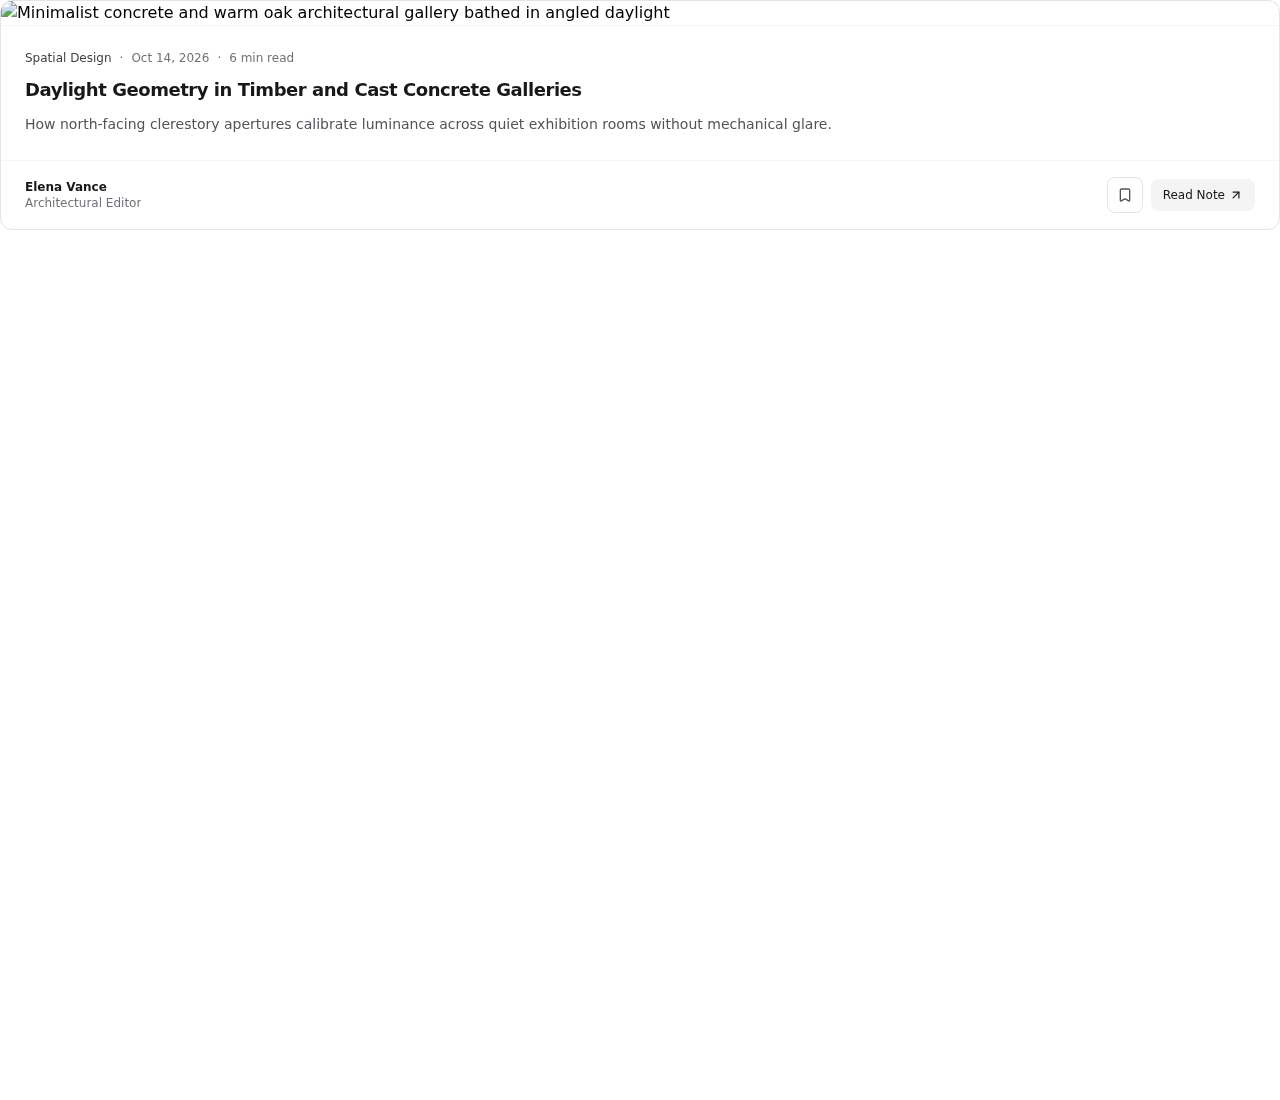 Minimalist concrete and warm oak architectural gallery bathed in angled daylight
Spatial Design · Oct 14, 2026 · 6 min read
Daylight Geometry in Timber and Cast Concrete Galleries
How north-facing clerestory apertures calibrate luminance across quiet exhibition rooms without mechanical glare.
Elena Vance
Architectural Editor
Read Note